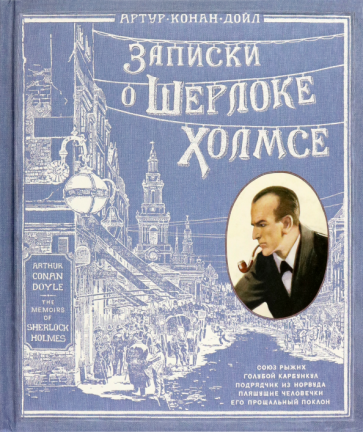 АРТУР·КОНАН·ДОЙЛ
ЗАПИСКИ
О ШЕРЛОКЕ
ХОЛМСЕ
ARTHUR
CONAN
DOYLE
THE
MEMOIRS
OF
SHERLOCK
HOLMES
СОЮЗ РЫЖИХ
ГОЛУБОЙ КАРБУНКУЛ
ПОДРЯДЧИК ИЗ НОРВУДА
ПЛЯШУЩИЕ ЧЕЛОВЕЧКИ
ЕГО ПРОЩАЛЬНЫЙ ПОКЛОН